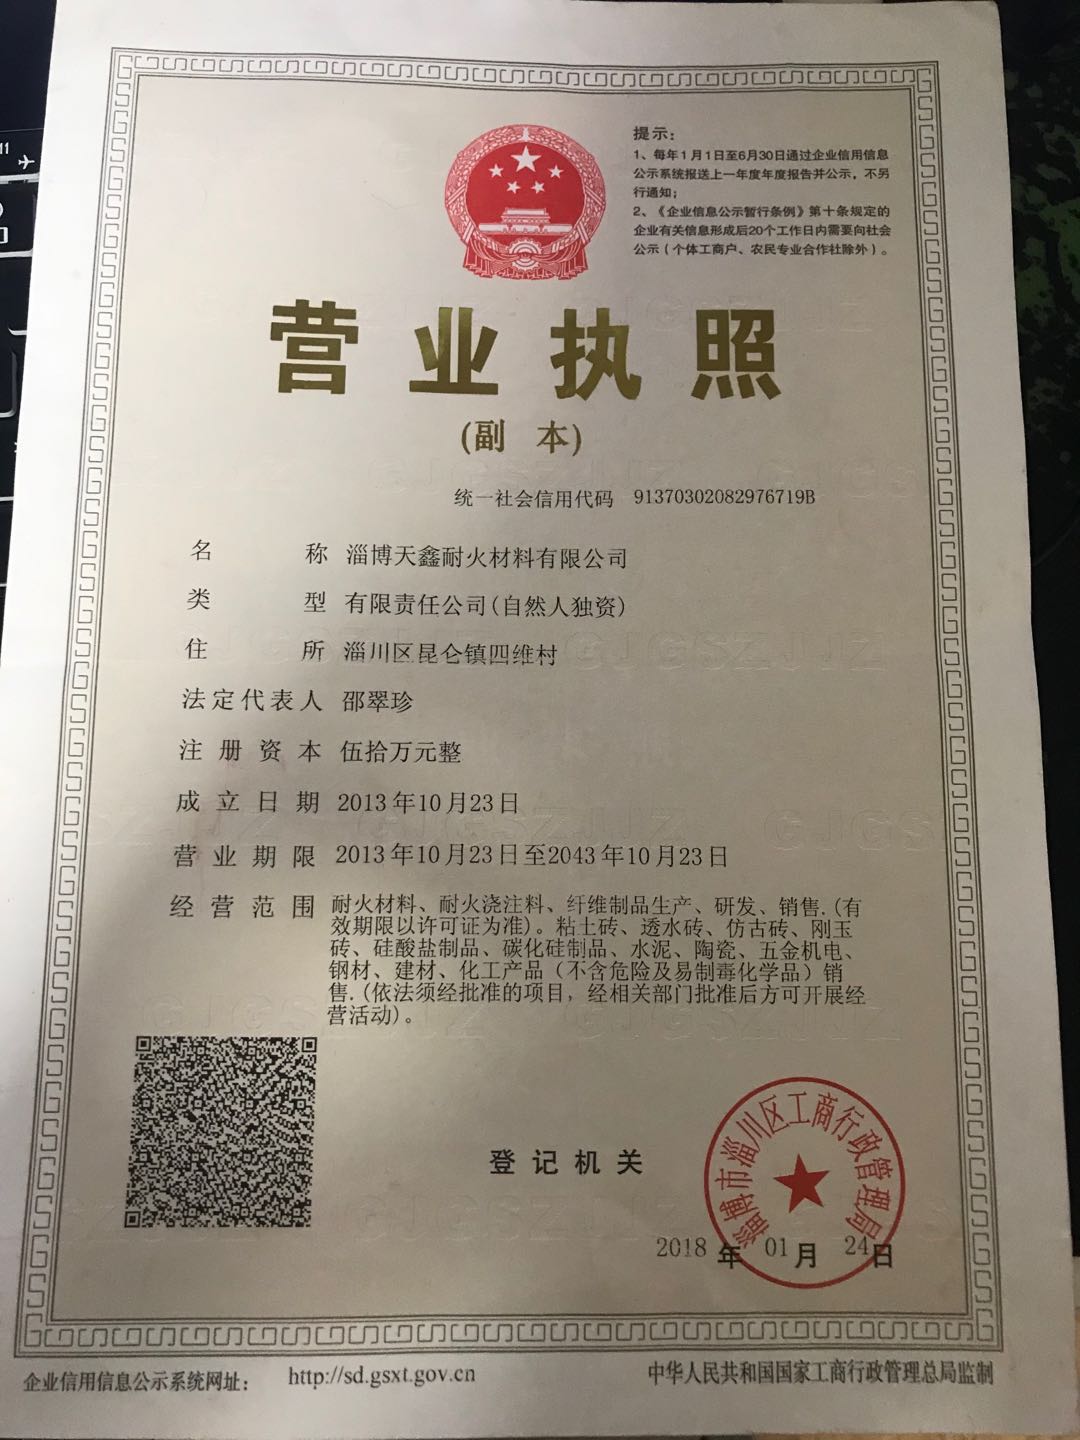 提示：
1、每年1月1日至6月30日通过企业信用信息
公示系统报送上一年度年度报告并公示，不另
行通知；
2、《企业信息公示暂行条例》第十条规定的
企业有关信息形成后20个工作日内需要向社会
公示（个体工商户、农民专业合作社除外）。
营业执照
(副 本)
统一社会信用代码 91370302082976719B
名 称 淄博天鑫耐火材料有限公司
类 型 有限责任公司(自然人独资)
住 所 淄川区昆仑镇四维村
法定代表人 邵翠珍
注册资本 伍拾万元整
成立日期 2013年10月23日
营业期限 2013年10月23日至2043年10月23日
经营范围 耐火材料、耐火浇注料、纤维制品生产、研发、销售.(有
效期限以许可证为准)。粘土砖、透水砖、仿古砖、刚玉
砖、硅酸盐制品、碳化硅制品、水泥、陶瓷、五金机电、
钢材、建材、化工产品（不含危险及易制毒化学品）销
售.(依法须经批准的项目，经相关部门批准后方可开展经
营活动)。
登记机关
淄博市淄川区工商行政管理局
2018年01月24日
企业信用信息公示系统网址： http://sd.gsxt.gov.cn 中华人民共和国国家工商行政管理总局监制